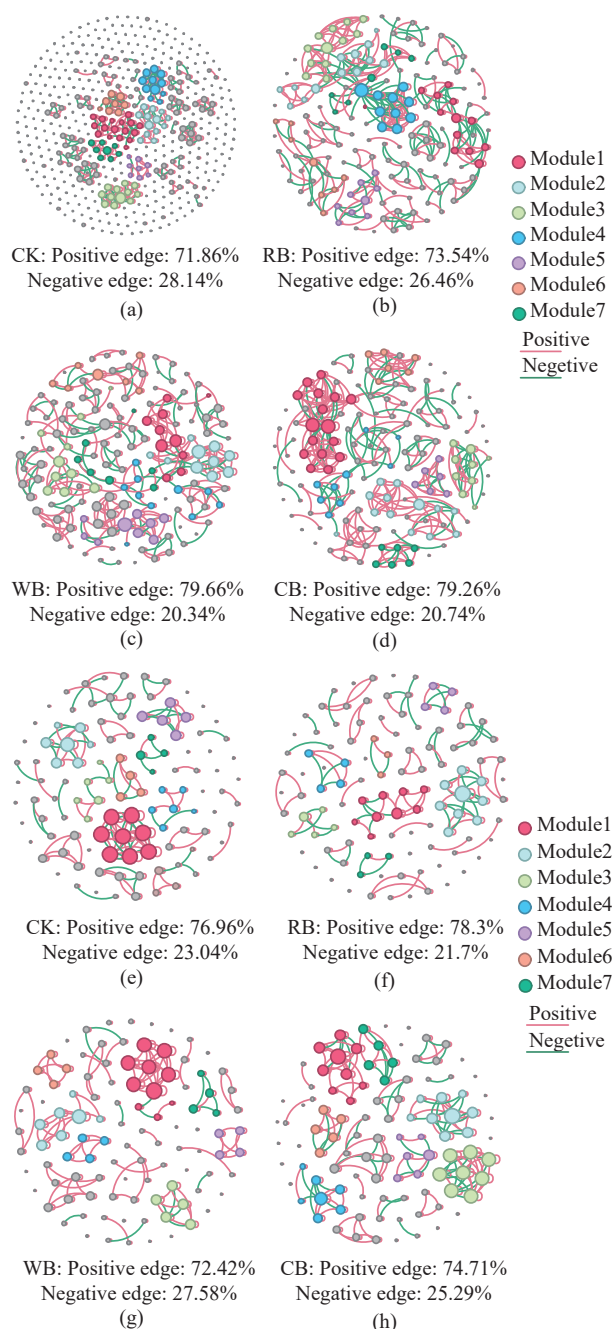 CK: Positive edge: 71.86%
Negative edge: 28.14%
(a)
RB: Positive edge: 73.54%
Negative edge: 26.46%
(b)
Module1
Module2
Module3
Module4
Module5
Module6
Module7
Positive
Negetive
WB: Positive edge: 79.66%
Negative edge: 20.34%
(c)
CB: Positive edge: 79.26%
Negative edge: 20.74%
(d)
CK: Positive edge: 76.96%
Negative edge: 23.04%
(e)
RB: Positive edge: 78.3%
Negative edge: 21.7%
(f)
Module1
Module2
Module3
Module4
Module5
Module6
Module7
Positive
Negetive
WB: Positive edge: 72.42%
Negative edge: 27.58%
(g)
CB: Positive edge: 74.71%
Negative edge: 25.29%
(h)